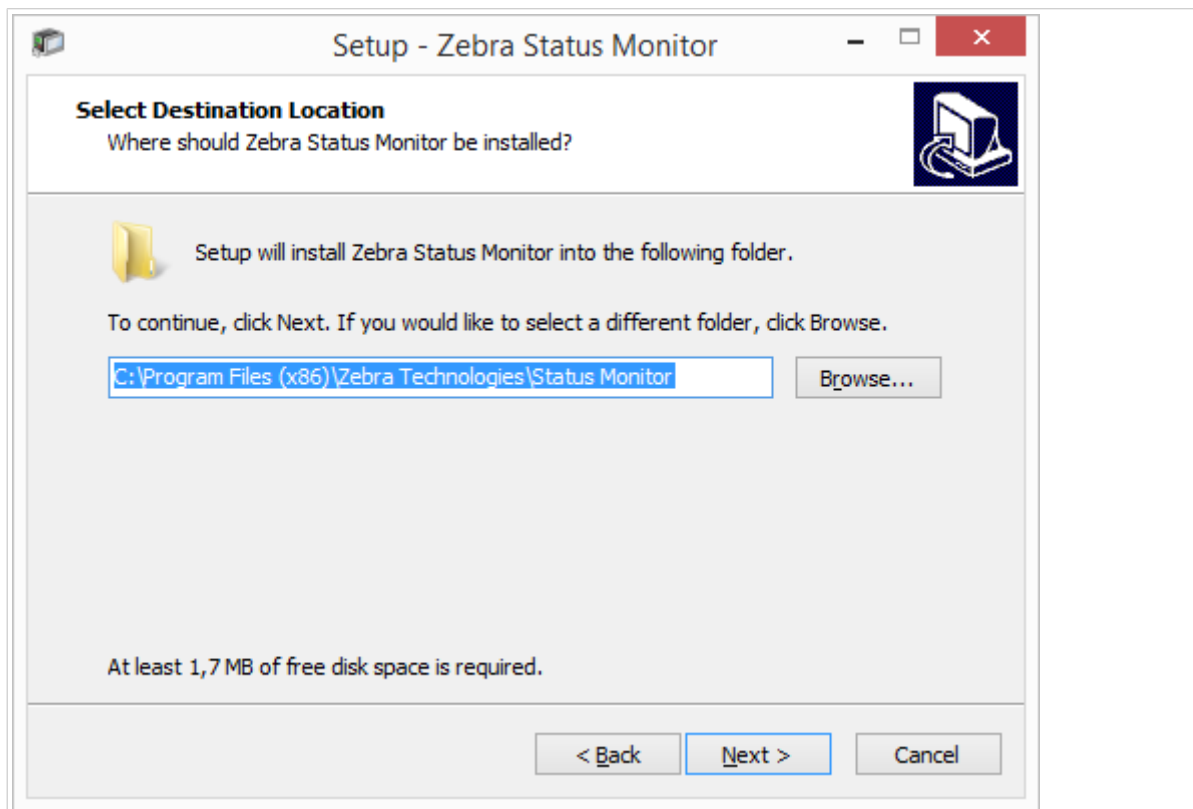 Setup - Zebra Status Monitor
Select Destination Location
Where should Zebra Status Monitor be installed?
Setup will install Zebra Status Monitor into the following folder.
To continue, click Next. If you would like to select a different folder, click Browse.
C:\Program Files (x86)\Zebra Technologies\Status Monitor
Browse...
At least 1,7 MB of free disk space is required.
< Back Next > Cancel